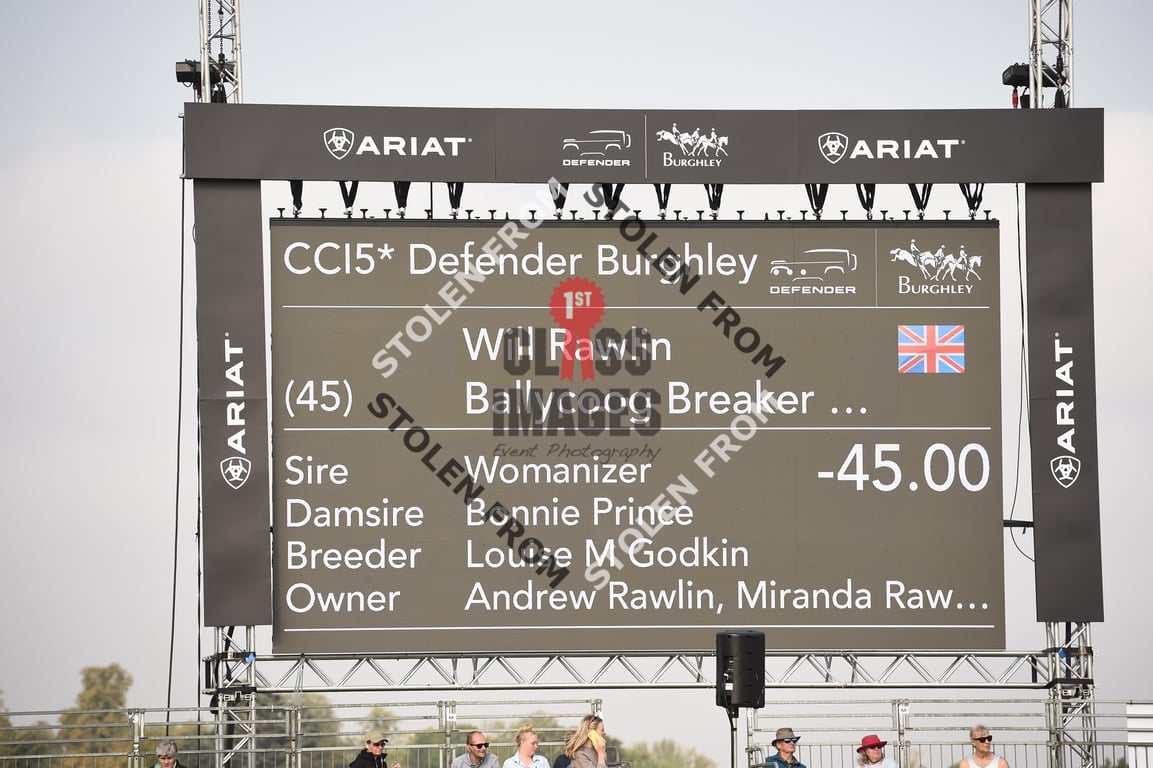 ARIAT
DEFENDER
BURGHLEY
ARIAT
CCI5* Defender Burghley
DEFENDER
BURGHLEY
Will Rawlin
(45) Ballycoog Breaker ...
Sire Womanizer -45.00
Damsire Bonnie Prince
Breeder Louise M Godkin
Owner Andrew Rawlin, Miranda Raw...
ARIAT
ARIAT
1ST
CLASS
IMAGES
Event Photography
STOLEN FROM
STOLEN FROM
STOLEN FROM
STOLEN FROM